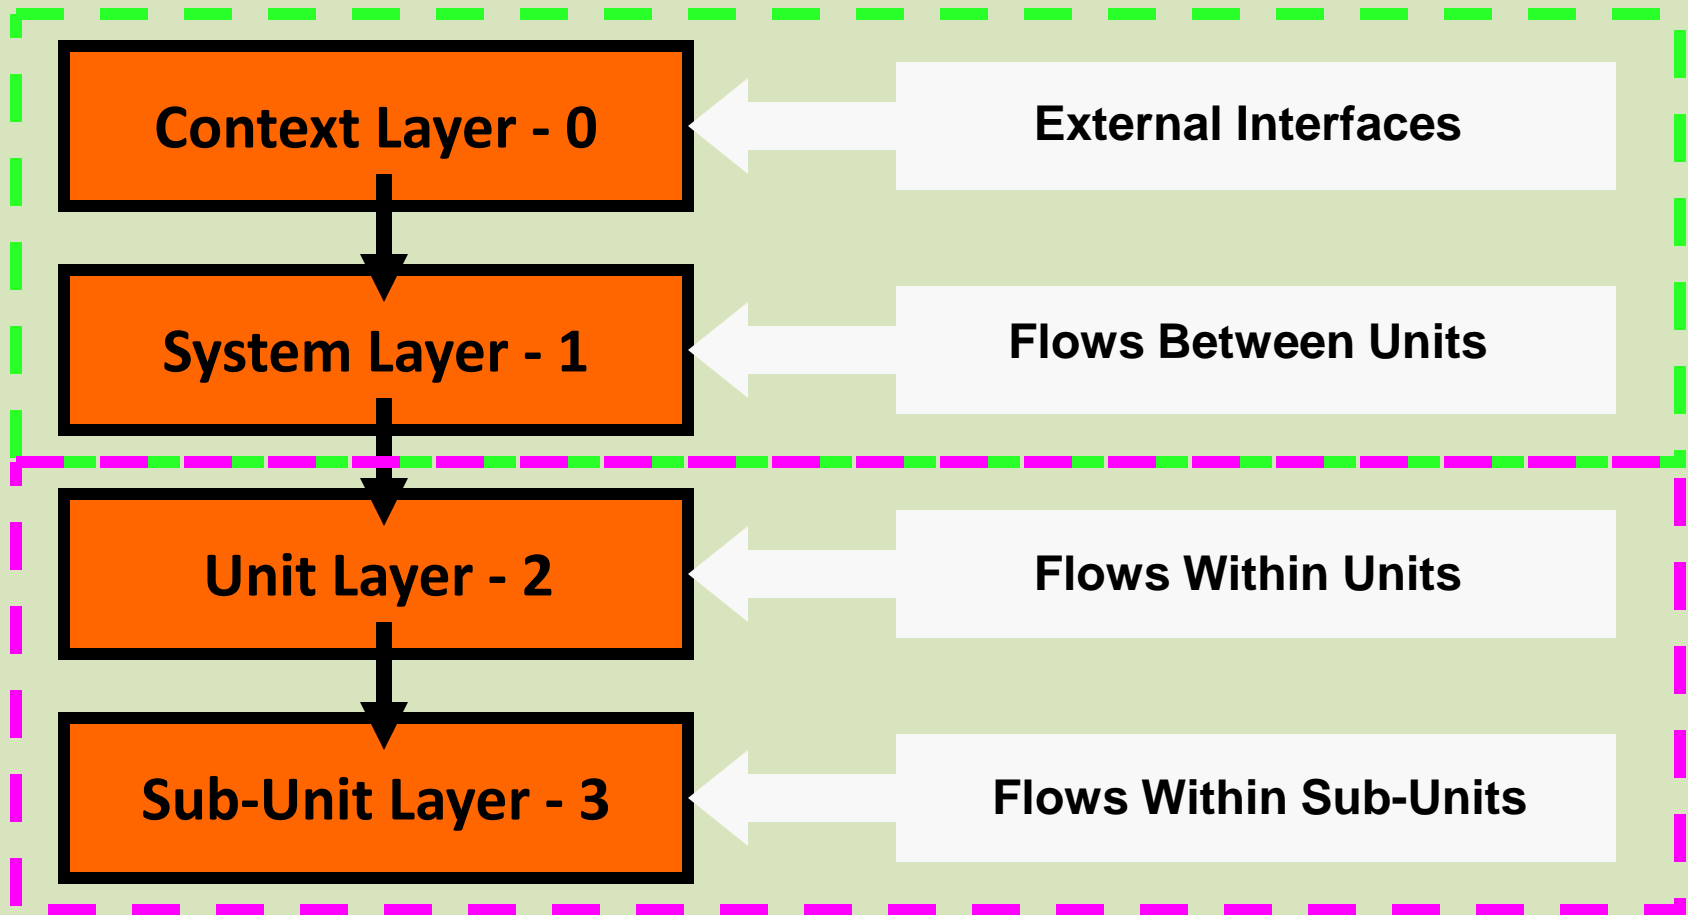 Context Layer - 0
External Interfaces
System Layer - 1
Flows Between Units
Unit Layer - 2
Flows Within Units
Sub-Unit Layer - 3
Flows Within Sub-Units